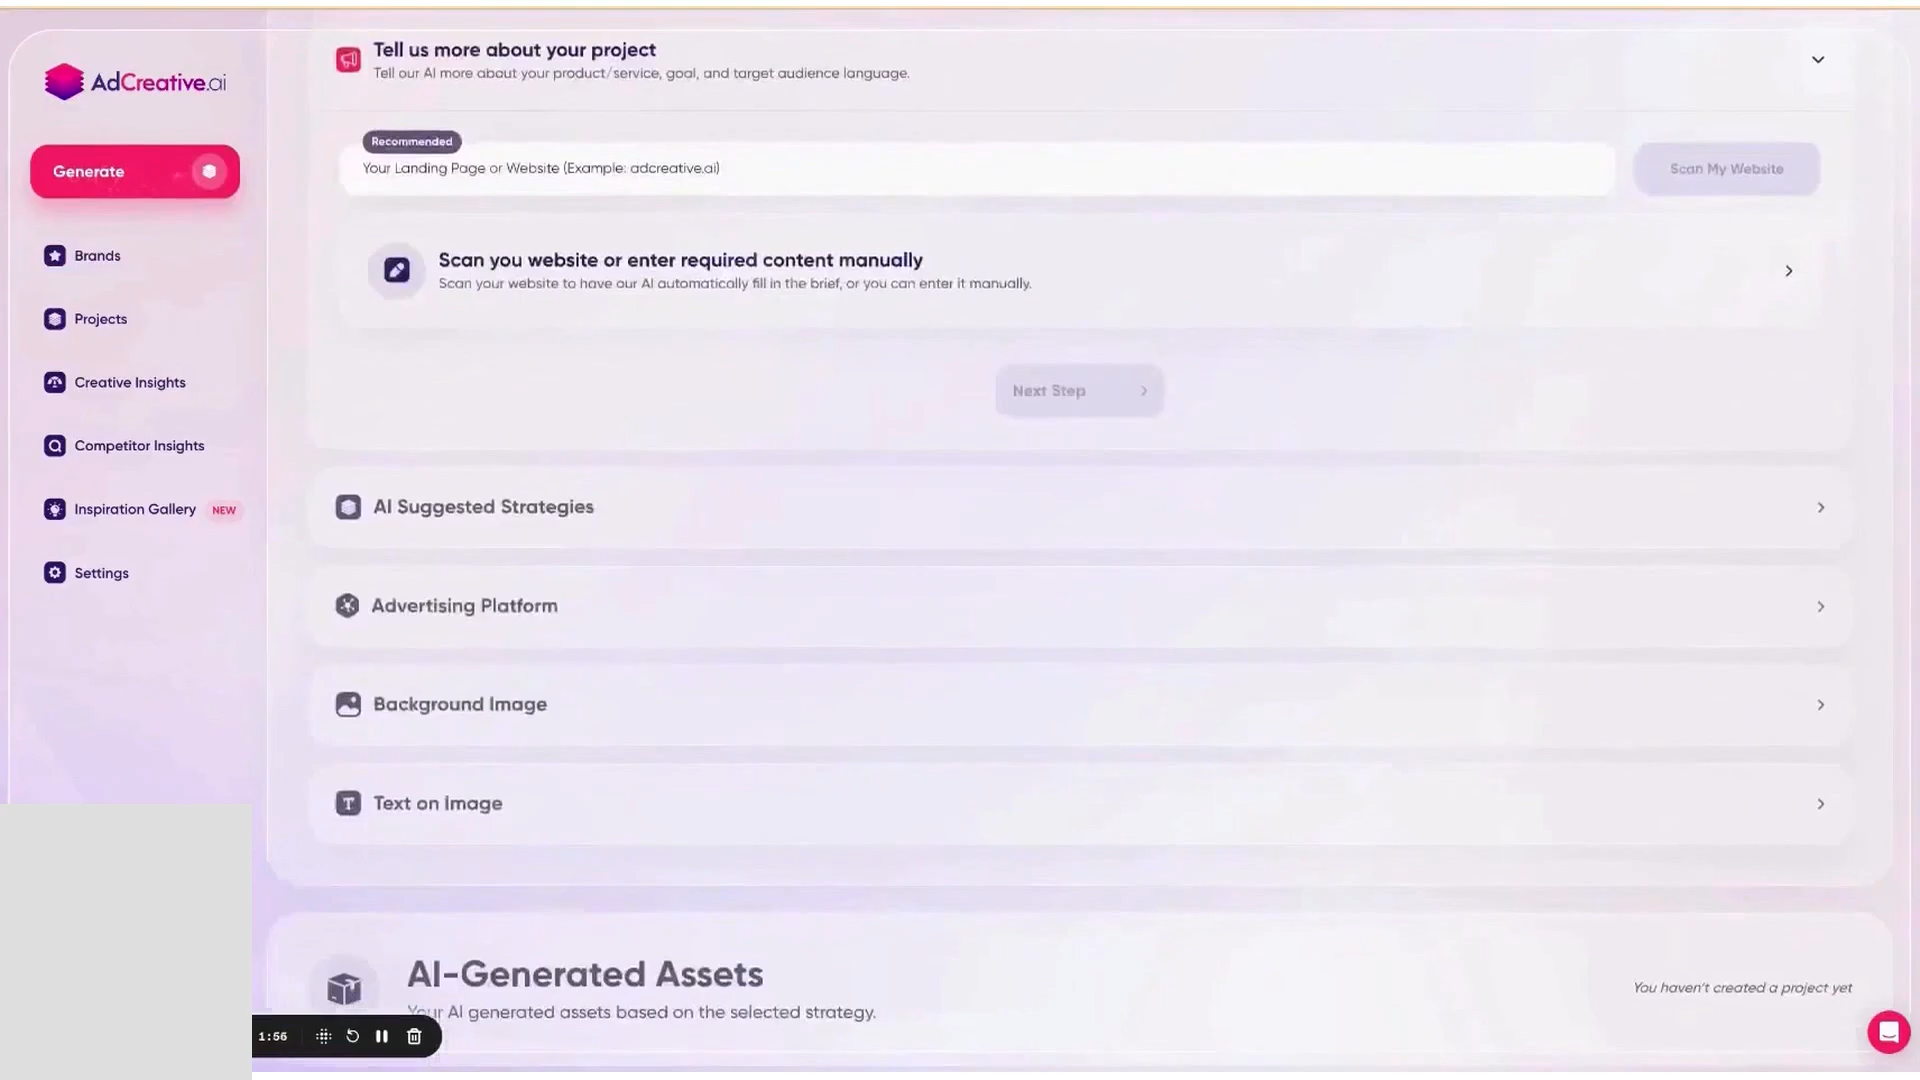 Tell us more about your project
Tell our AI more about your product/service, goal, and target audience language.
AdCreative.ai
Recommended
Your Landing Page or Website (Example: adcreative.ai)
Scan My Website
Generate
Scan you website or enter required content manually
Scan your website to have our AI automatically fill in the brief, or you can enter it manually.
Brands
Projects
Creative Insights
Next Step
Competitor Insights
Inspiration Gallery NEW
AI Suggested Strategies
Settings
Advertising Platform
Background Image
Text on Image
AI-Generated Assets
You haven't created a project yet
Your AI generated assets based on the selected strategy.
1:56